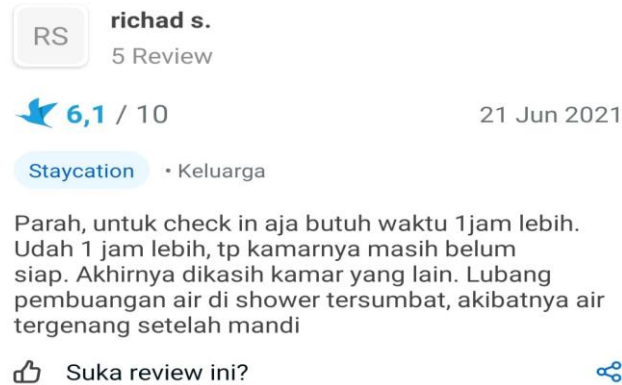 RS
richad s.
5 Review
6,1 / 10
21 Jun 2021
Staycation • Keluarga
Parah, untuk check in aja butuh waktu 1jam lebih.
Udah 1 jam lebih, tp kamarnya masih belum
siap. Akhirnya dikasih kamar yang lain. Lubang
pembuangan air di shower tersumbat, akibatnya air
tergenang setelah mandi
Suka review ini?